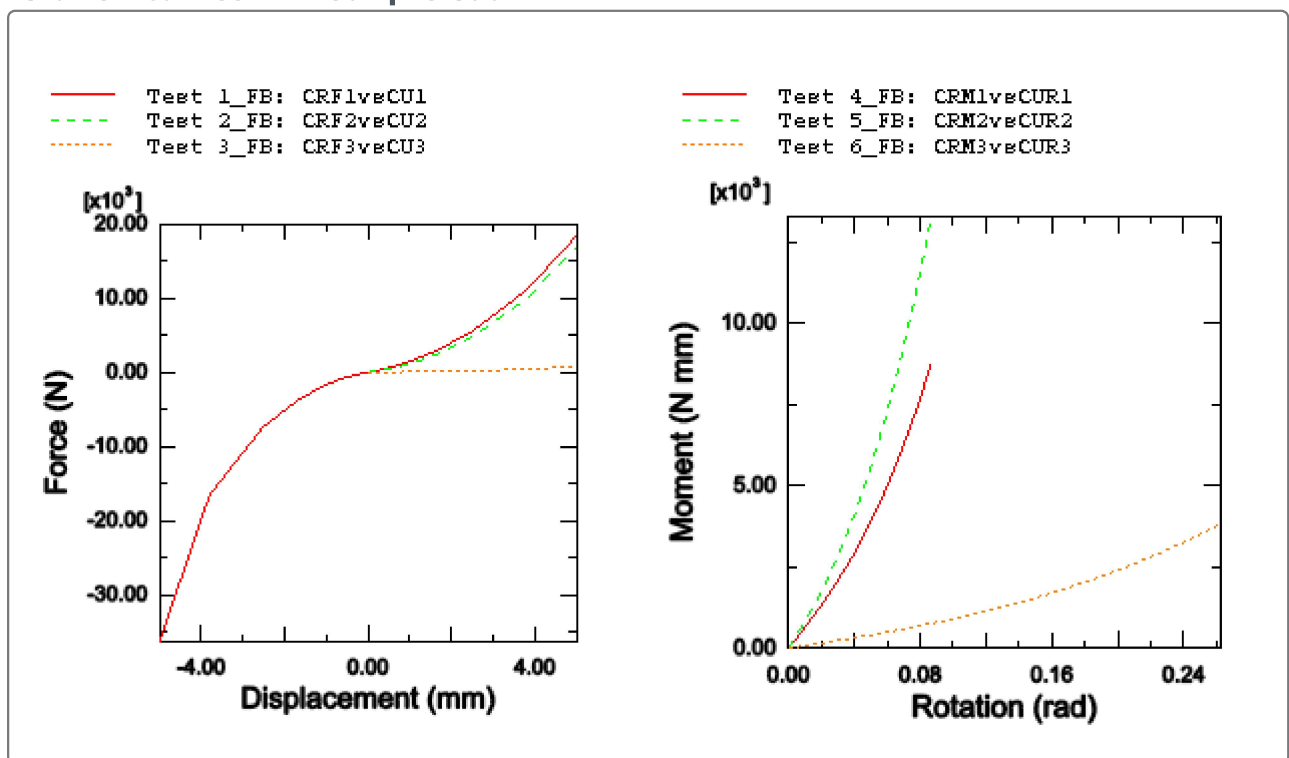 Test 1_FB: CRF1vsCU1
Test 2_FB: CRF2vsCU2
Test 3_FB: CRF3vsCU3
[x10³]
20.00
10.00
0.00
-10.00
-20.00
-30.00
Force (N)
-4.00 0.00 4.00
Displacement (mm)
Test 4_FB: CRM1vsCUR1
Test 5_FB: CRM2vsCUR2
Test 6_FB: CRM3vsCUR3
[x10³]
10.00
5.00
0.00
Moment (N mm)
0.00 0.08 0.16 0.24
Rotation (rad)